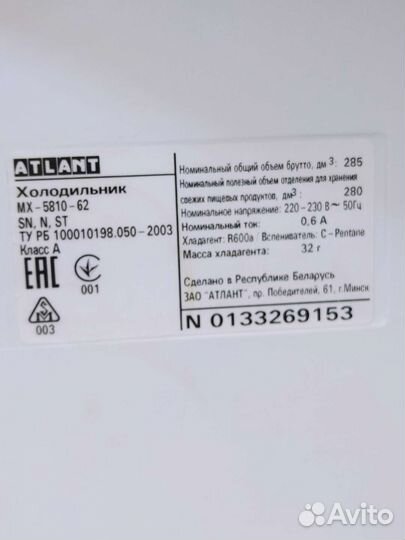 ATLANT
Холодильник
МХ-5810-62
SN, N, ST
ТУ РБ 100010198.050-2003
Класс А
EAC
001
003
Номинальный общий объем брутто, дм³: 285
Номинальный полезный объем отделения для хранения
свежих пищевых продуктов, дм³: 280
Номинальное напряжение: 220-230 В ~ 50Гц
Номинальный ток: 0,6 А
Хладагент: R600a Вспениватель: C-Pentane
Масса хладагента: 32 г
Сделано в Республике Беларусь
ЗАО "АТЛАНТ", пр. Победителей, 61, г.Минск
N 0133269153
Avito